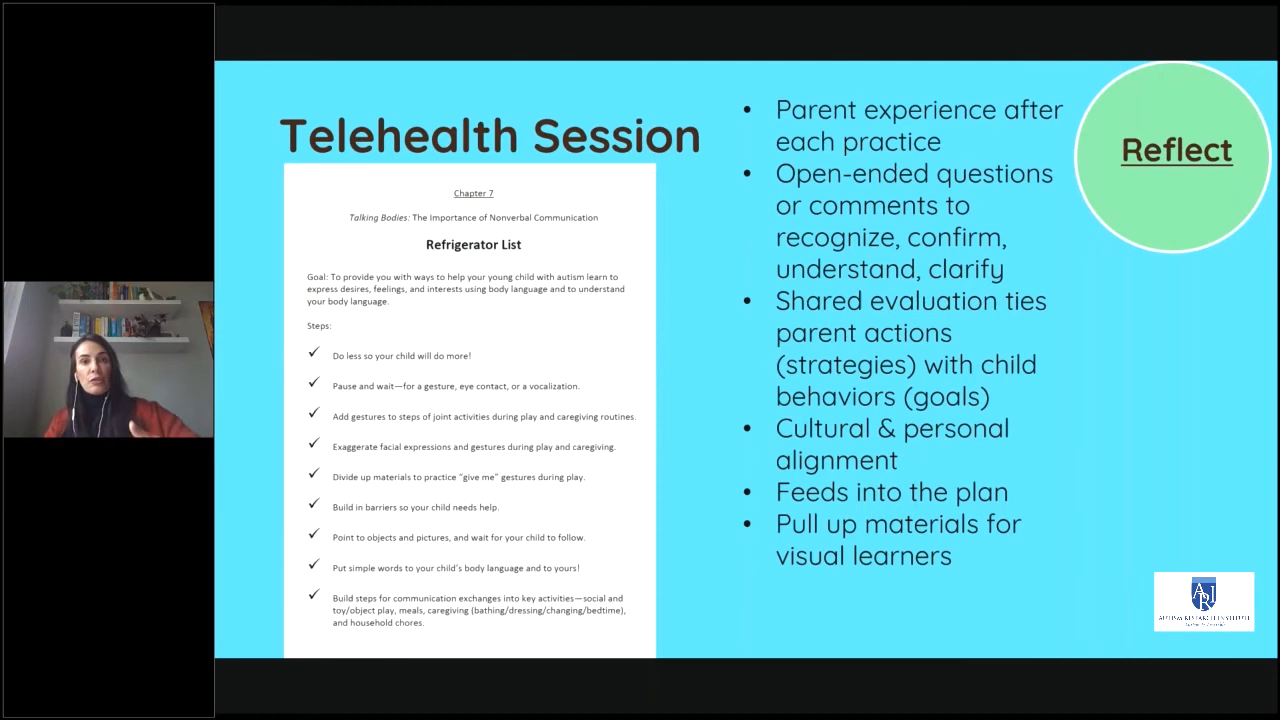 Telehealth Session
Chapter 7
Talking Bodies: The Importance of Nonverbal Communication
Refrigerator List
Goal: To provide you with ways to help your young child with autism learn to
express desires, feelings, and interests using body language and to understand
your body language.
Steps:
✓ Do less so your child will do more!
✓ Pause and wait—for a gesture, eye contact, or a vocalization.
✓ Add gestures to steps of joint activities during play and caregiving routines.
✓ Exaggerate facial expressions and gestures during play and caregiving.
✓ Divide up materials to practice “give me” gestures during play.
✓ Build in barriers so your child needs help.
✓ Point to objects and pictures, and wait for your child to follow.
✓ Put simple words to your child’s body language and to yours!
✓ Build steps for communication exchanges into key activities—social and
toy/object play, meals, caregiving (bathing/dressing/changing/bedtime),
and household chores.
• Parent experience after
each practice
• Open-ended questions
or comments to
recognize, confirm,
understand, clarify
• Shared evaluation ties
parent actions
(strategies) with child
behaviors (goals)
• Cultural & personal
alignment
• Feeds into the plan
• Pull up materials for
visual learners
Reflect
ARI
AUTISM RESEARCH INSTITUTE